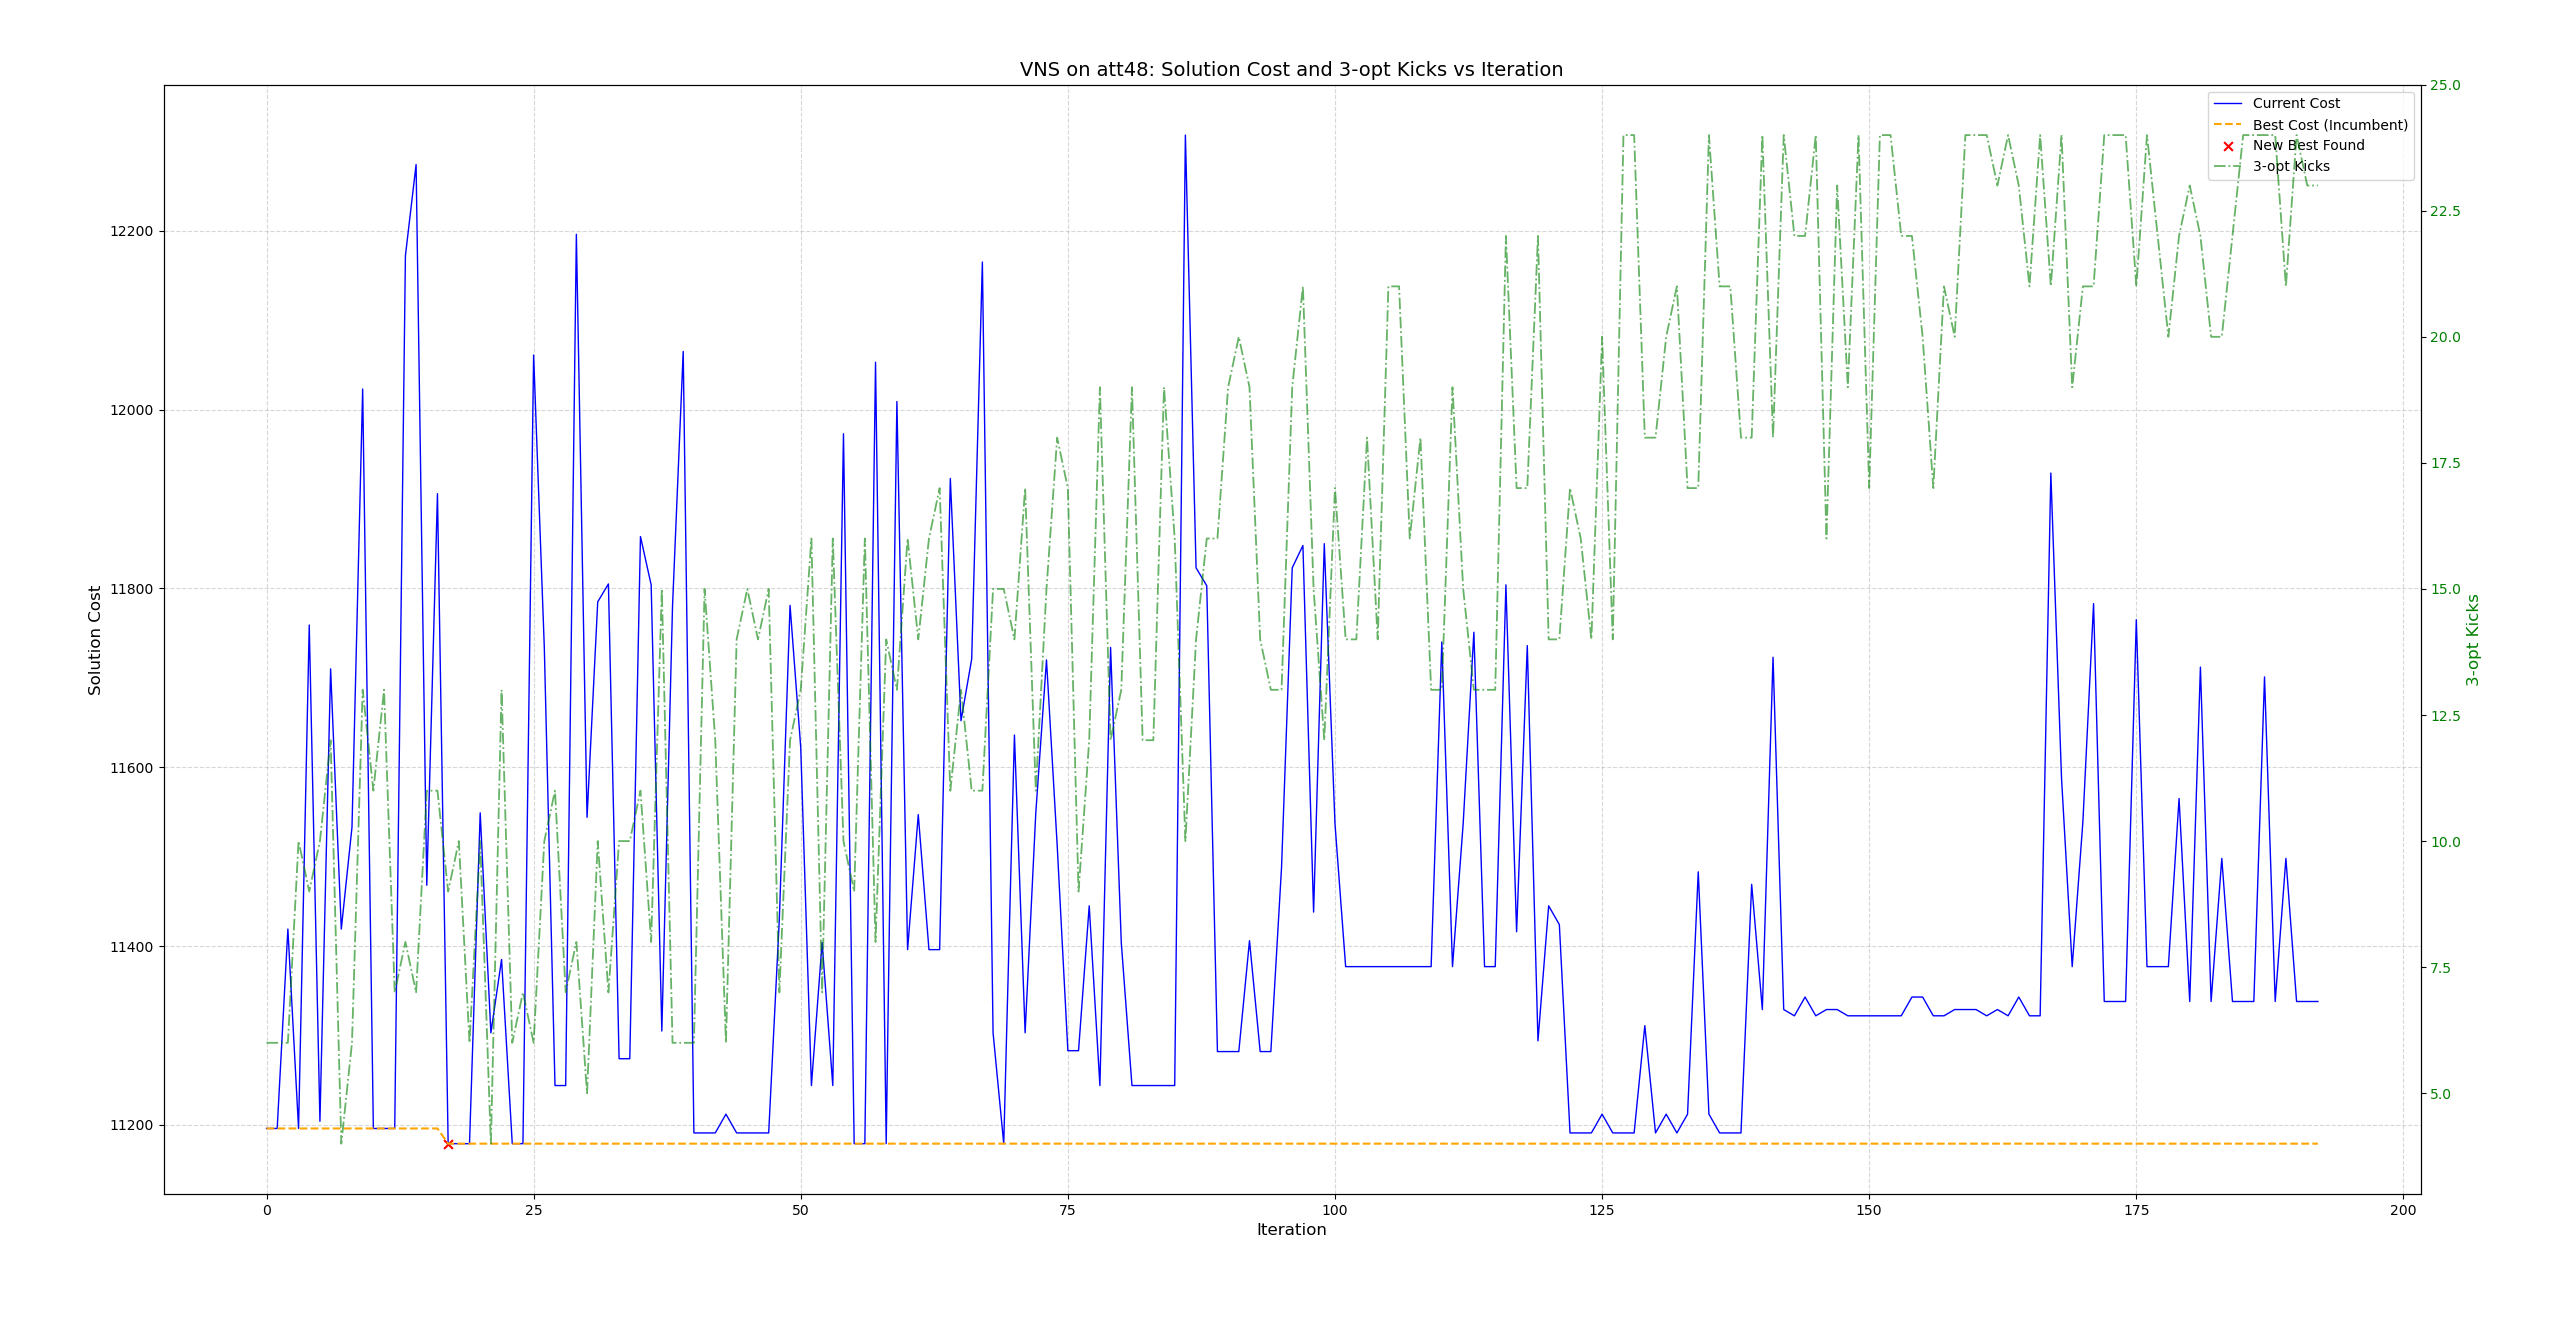 VNS on att48: Solution Cost and 3-opt Kicks vs Iteration
Current Cost
Best Cost (Incumbent)
New Best Found
3-opt Kicks
Solution Cost
12200
12000
11800
11600
11400
11200
25.0
22.5
20.0
17.5
15.0
12.5
10.0
7.5
5.0
3-opt Kicks
0 25 50 75 100 125 150 175 200
Iteration